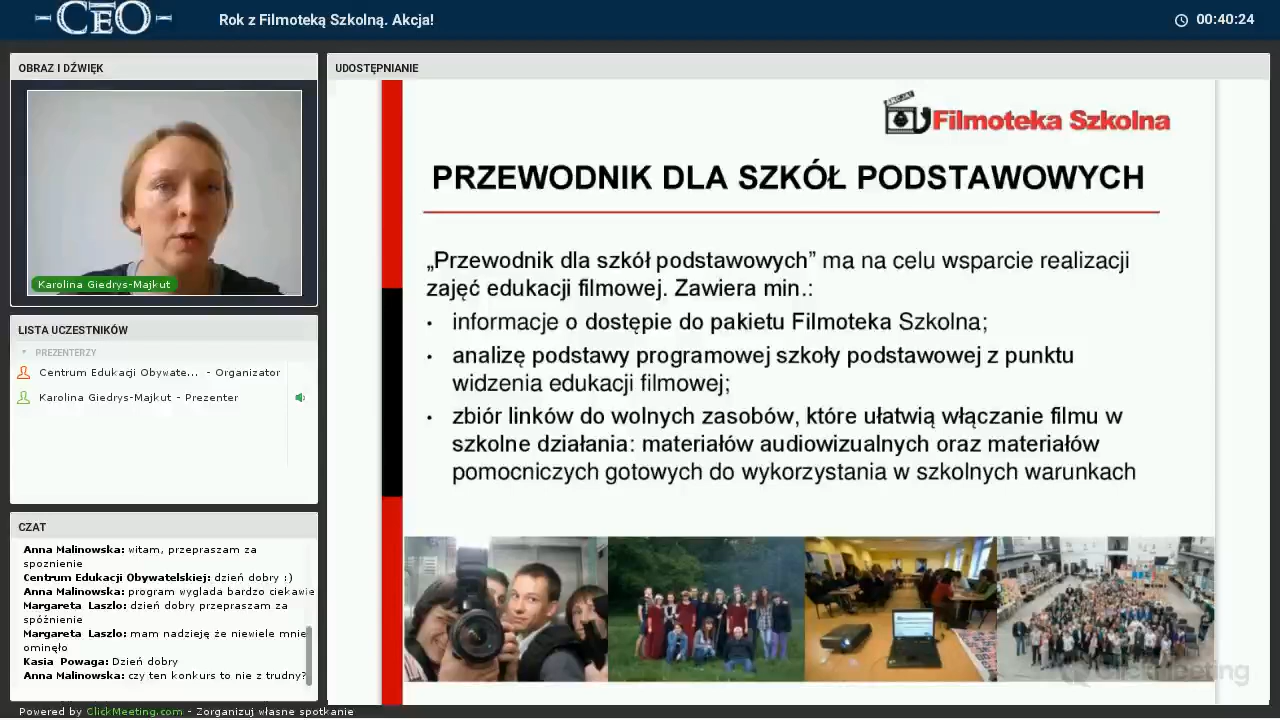 CEO
Rok z Filmoteką Szkolną. Akcja!
00:40:24
OBRAZ I DŹWIĘK
Karolina Giedrys-Majkut
LISTA UCZESTNIKÓW
PREZENTERZY
Centrum Edukacji Obywate... - Organizator
Karolina Giedrys-Majkut - Prezenter
CZAT
Anna Malinowska: witam, przepraszam za
spoznienie
Centrum Edukacji Obywatelskiej: dzień dobry :)
Anna Malinowska: program wyglada bardzo ciekawie
Margareta Laszlo: dzień dobry przepraszam za
spóźnienie
Margareta Laszlo: mam nadzieję że niewiele mnie
ominęło
Kasia Powaga: Dzień dobry
Anna Malinowska: czy ten konkurs to nie z trudny?
Powered by ClickMeeting.com - Zorganizuj własne spotkanie
UDOSTĘPNIANIE
AKCJA!
Filmoteka Szkolna
PRZEWODNIK DLA SZKÓŁ PODSTAWOWYCH
„Przewodnik dla szkół podstawowych” ma na celu wsparcie realizacji
zajęć edukacji filmowej. Zawiera min.:
• informacje o dostępie do pakietu Filmoteka Szkolna;
• analizę podstawy programowej szkoły podstawowej z punktu
widzenia edukacji filmowej;
• zbiór linków do wolnych zasobów, które ułatwią włączanie filmu w
szkolne działania: materiałów audiowizualnych oraz materiałów
pomocniczych gotowych do wykorzystania w szkolnych warunkach
ClickMeeting